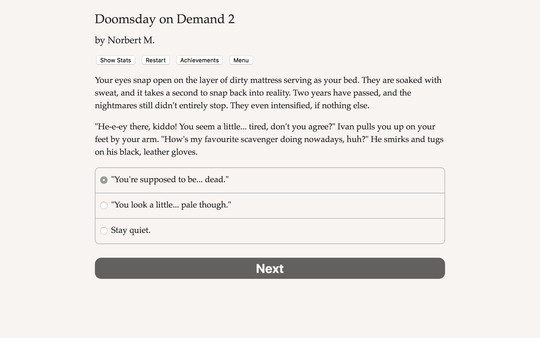 Doomsday on Demand 2
by Norbert M.
Show Stats Restart Achievements Menu
Your eyes snap open on the layer of dirty mattress serving as your bed. They are soaked with
sweat, and it takes a second to snap back into reality. Two years have passed, and the
nightmares still didn't entirely stop. They even intensified, if nothing else.
"He-e-ey there, kiddo! You seem a little... tired, don't you agree?" Ivan pulls you up on your
feet by your arm. "How's my favourite scavenger doing nowadays, huh?" He smirks and tugs
on his black, leather gloves.
"You're supposed to be... dead."
"You look a little... pale though."
Stay quiet.
Next